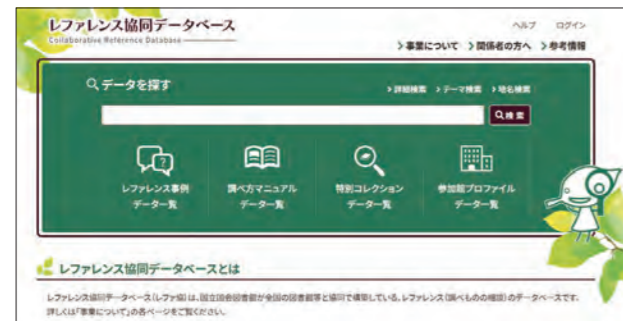 レファレンス協同データベース
Collaborative Reference Database
ヘルプ ログイン
事業について 関係者の方へ 参考情報
データを探す
詳細検索 テーマ検索 地名検索
検索
レファレンス事例 調べ方マニュアル 特別コレクション 参加館プロファイル
データ一覧 データ一覧 データ一覧 データ一覧
レファレンス協同データベースとは
レファレンス協同データベース(レファ協)は、国立国会図書館が全国の図書館等と協同で構築している、レファレンス(調べものの相談)のデータベースです。
詳しくは「事業について」の各ページをご覧ください。